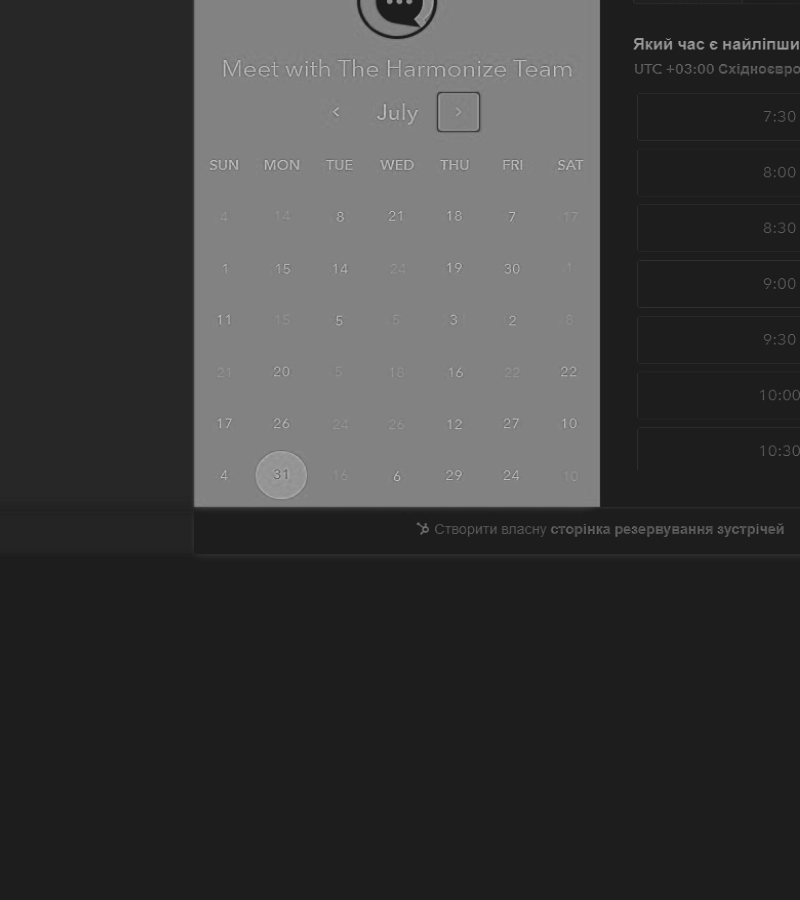 Meet with The Harmonize Team
July
SUN MON TUE WED THU FRI SAT
4 14 8 21 18 7 17
1 15 14 24 19 30 1
11 15 5 5 3 2 8
21 20 5 18 16 22 22
17 26 24 26 12 27 10
4 31 16 6 29 24 10
Який час є
UTC +03:00
7:30
8:00
8:30
9:00
9:30
10:00
10:30
Створити власну сторінка резервування зустрічей